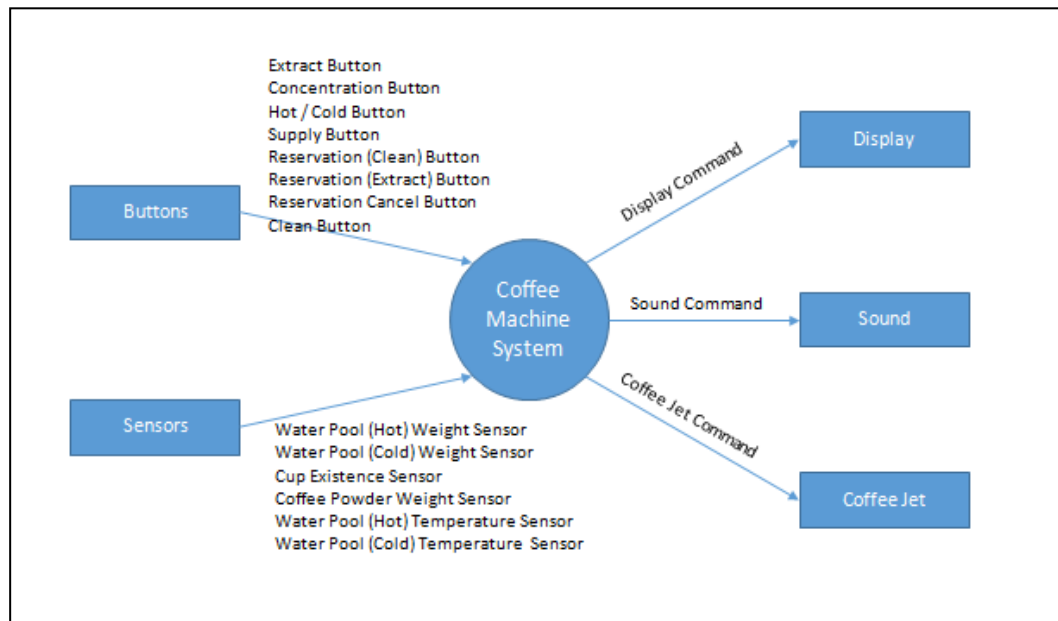 Extract Button
Concentration Button
Hot / Cold Button
Supply Button
Reservation (Clean) Button
Reservation (Extract) Button
Reservation Cancel Button
Clean Button
Buttons
Sensors
Water Pool (Hot) Weight Sensor
Water Pool (Cold) Weight Sensor
Cup Existence Sensor
Coffee Powder Weight Sensor
Water Pool (Hot) Temperature Sensor
Water Pool (Cold) Temperature Sensor
Coffee
Machine
System
Display Command
Display
Sound Command
Sound
Coffee Jet Command
Coffee Jet